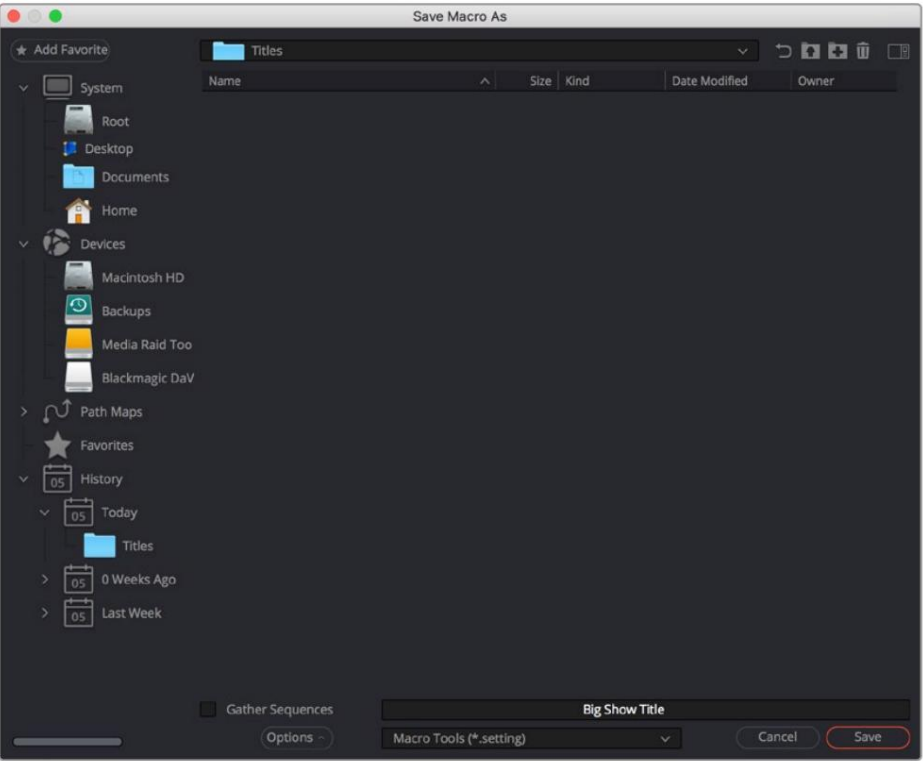 Save Macro As
Add Favorite
Titles
Name Size Kind Date Modified Owner
System
Root
Desktop
Documents
Home
Devices
Macintosh HD
Backups
Media Raid Too
Blackmagic DaV
Path Maps
Favorites
05 History
05 Today
Titles
05 0 Weeks Ago
05 Last Week
Gather Sequences Big Show Title
Options Macro Tools (*.setting) Cancel Save